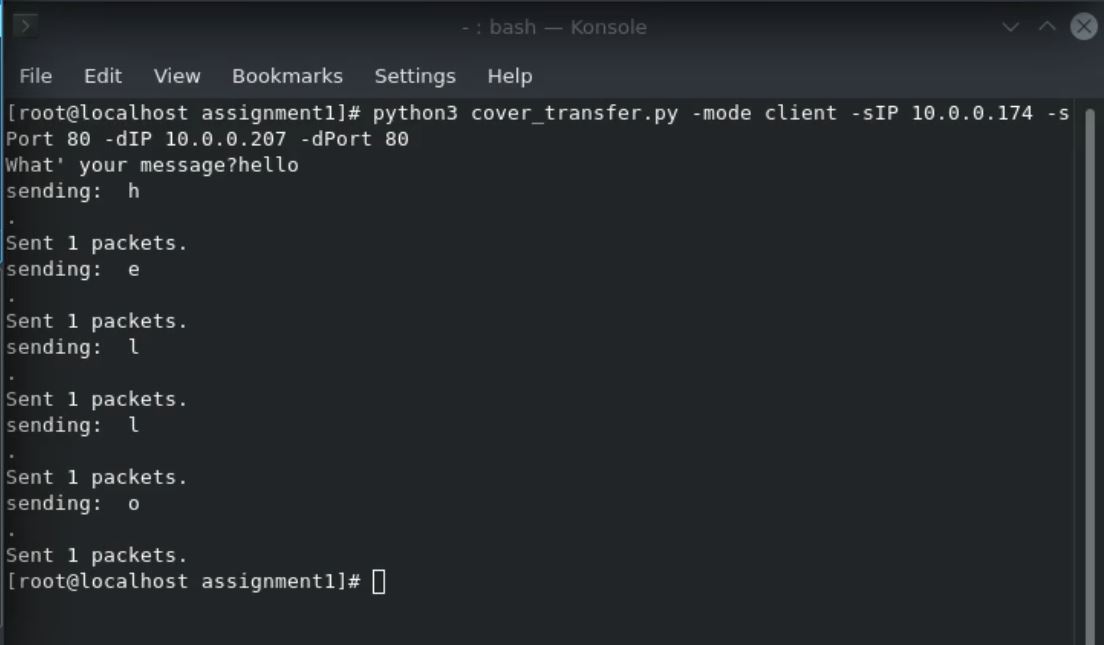 - : bash — Konsole
File Edit View Bookmarks Settings Help
[root@localhost assignment1]# python3 cover_transfer.py -mode client -sIP 10.0.0.174 -s
Port 80 -dIP 10.0.0.207 -dPort 80
What' your message?hello
sending:  h
.
Sent 1 packets.
sending:  e
.
Sent 1 packets.
sending:  l
.
Sent 1 packets.
sending:  l
.
Sent 1 packets.
sending:  o
.
Sent 1 packets.
[root@localhost assignment1]#